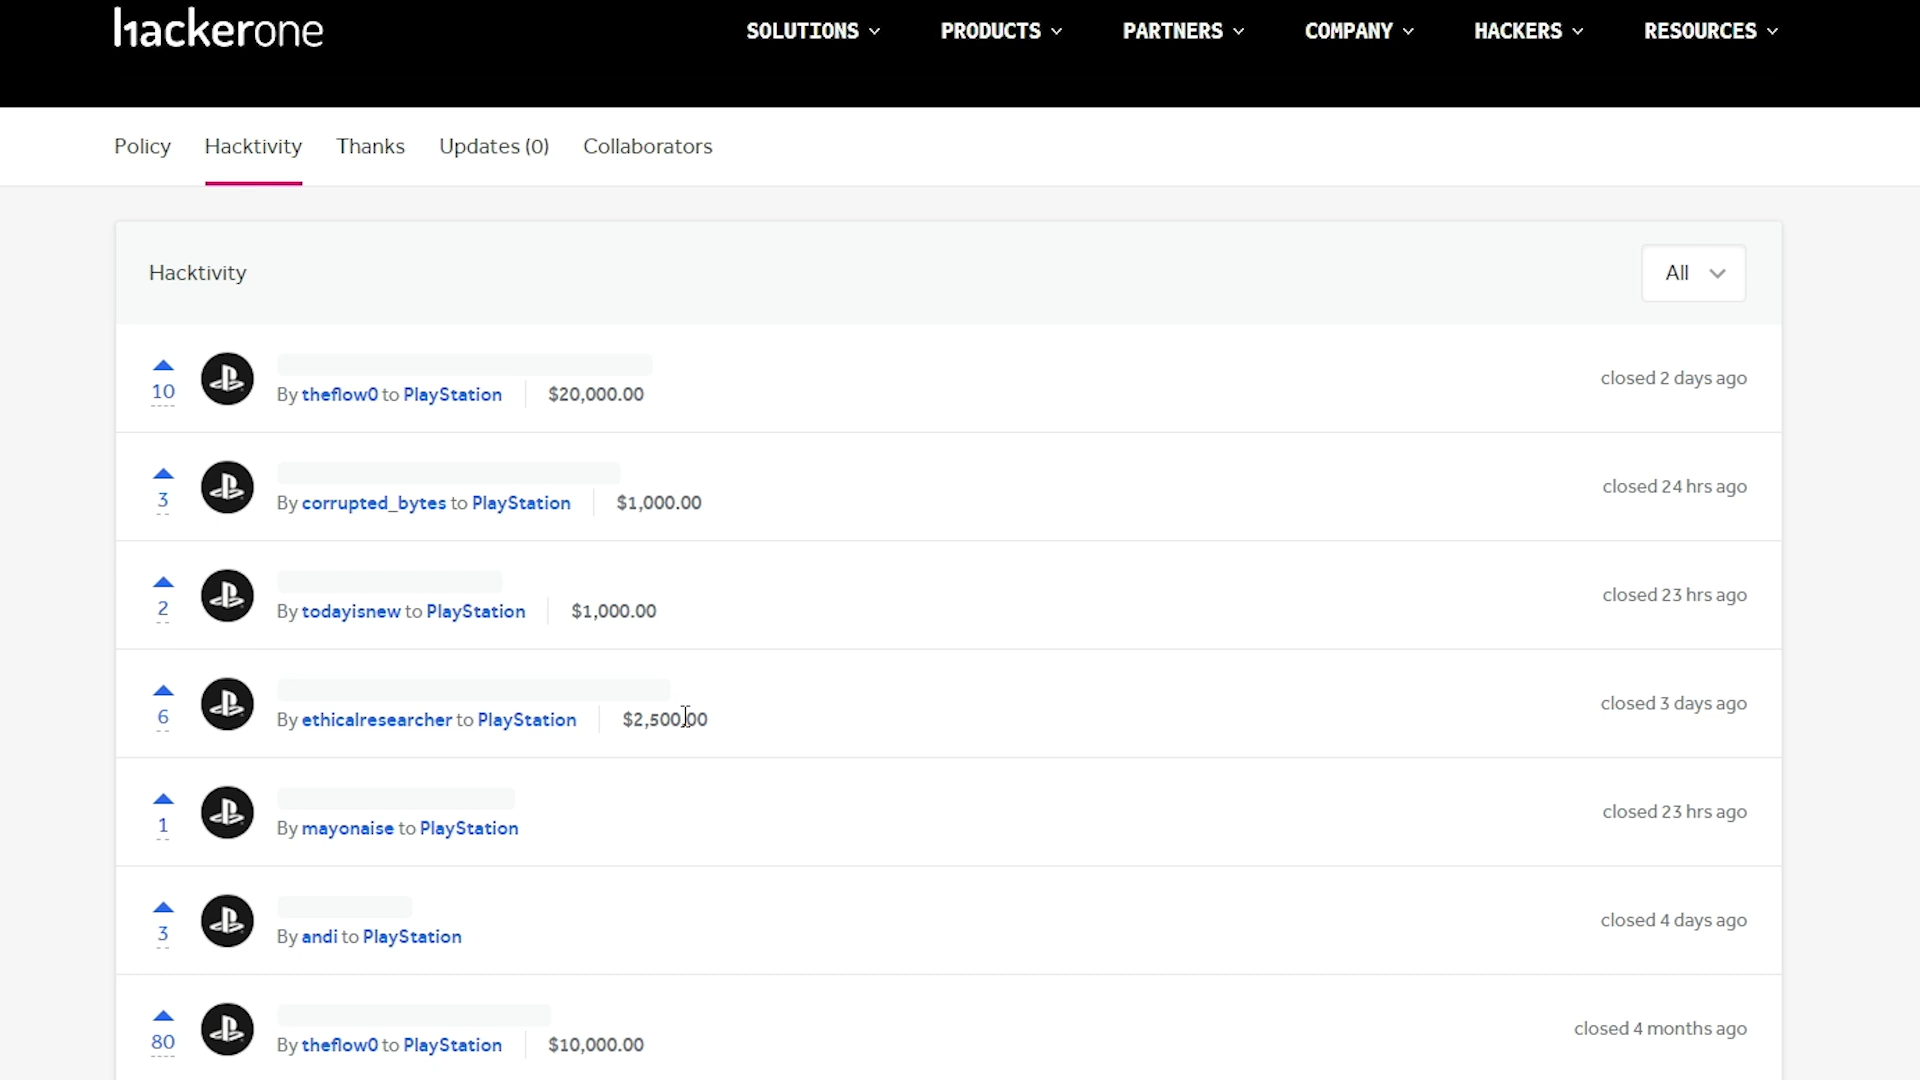 hackerone
SOLUTIONS PRODUCTS PARTNERS COMPANY HACKERS RESOURCES
Policy Hacktivity Thanks Updates (0) Collaborators
Hacktivity All
10 By theflow0 to PlayStation $20,000.00 closed 2 days ago
3 By corrupted_bytes to PlayStation $1,000.00 closed 24 hrs ago
2 By todayisnew to PlayStation $1,000.00 closed 23 hrs ago
6 By ethicalresearcher to PlayStation $2,500.00 closed 3 days ago
1 By mayonaise to PlayStation closed 23 hrs ago
3 By andi to PlayStation closed 4 days ago
80 By theflow0 to PlayStation $10,000.00 closed 4 months ago